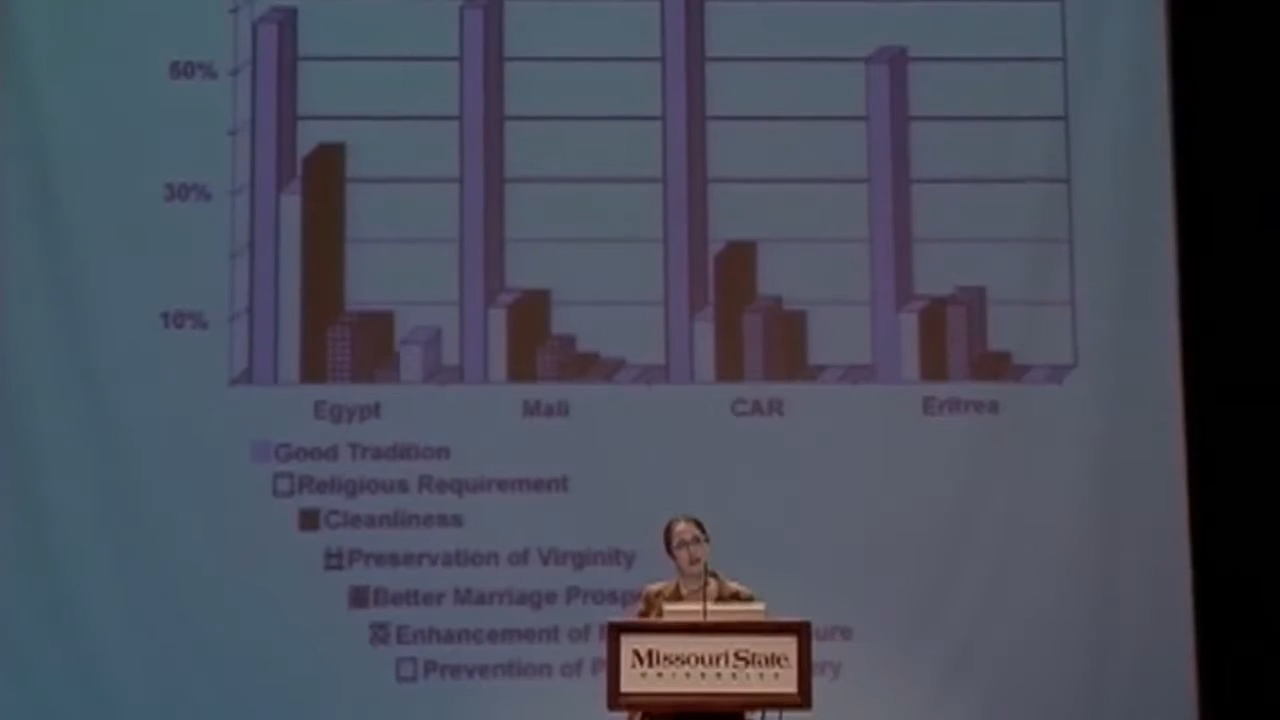 50%
30%
10%
Egypt Mali CAR Eritrea
Good Tradition
Religious Requirement
Cleanliness
Preservation of Virginity
Better Marriage Prosp
Enhancement of ure
Prevention of P ry
Missouri State
UNIVERSITY